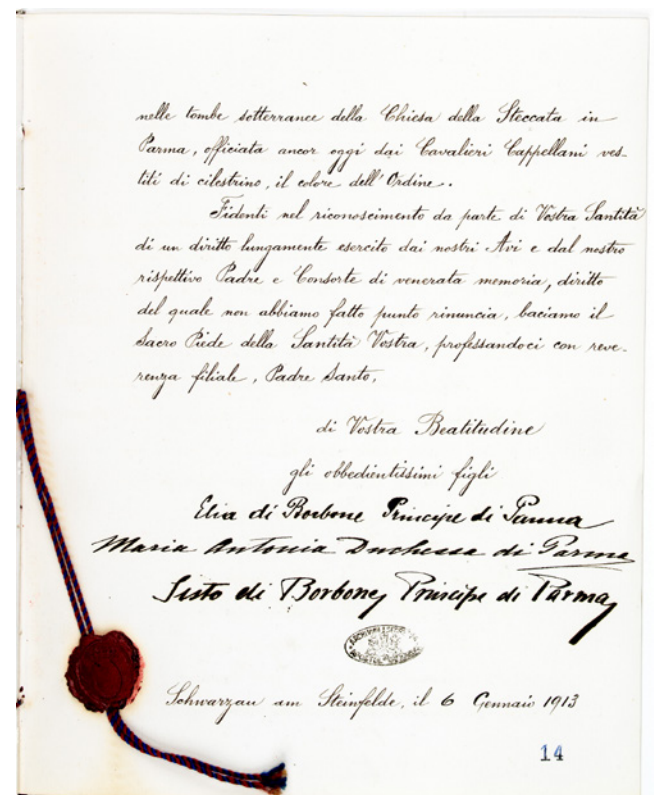 nelle tombe sotterranee della Chiesa della Steccata in
Parma, officiata ancor oggi dai Cavalieri Cappellani ves-
titi di cilestrino, il colore dell'Ordine.
Fidenti nel riconoscimento da parte di Vostra Santità
di un diritto lungamente esercito dai nostri Avi e dal nostro
rispettivo Padre e Consorte di venerata memoria, diritto
del quale non abbiamo fatto punto rinuncia, baciamo il
Sacro Piede della Santità Vostra, professandoci con reve-
renza filiale, Padre Santo,
di Vostra Beatitudine
gli obbedientissimi figli
Elia di Borbone Principe di Parma
Maria Antonia Duchessa di Parma
Sisto di Borbone, Principe di Parma,
Schwarzau am Steinfelde, il 6 Gennaio 1913
14